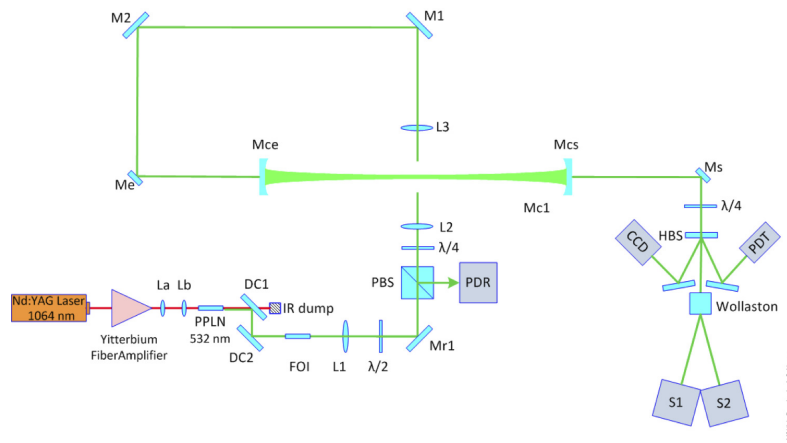 M2
M1
L3
Mce
Mcs
Me
Ms
Mc1
λ/4
L2
HBS
CCD
PDT
λ/4
PBS
PDR
Wollaston
La
Lb
DC1
Nd:YAG Laser
1064 nm
IR dump
PPLN
532 nm
Yitterbium
FiberAmplifier
DC2
FOI
L1
λ/2
Mr1
S1
S2